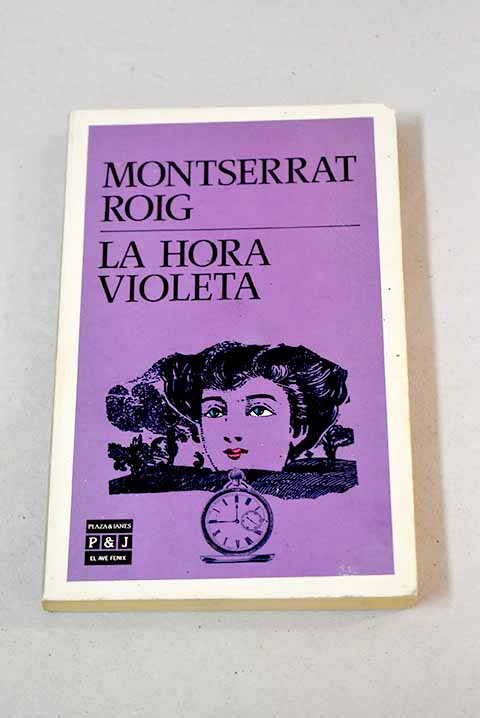 MONTSERRAT
ROIG
LA HORA
VIOLETA
PLAZA & JANES
P & J
EL AVE FENIX